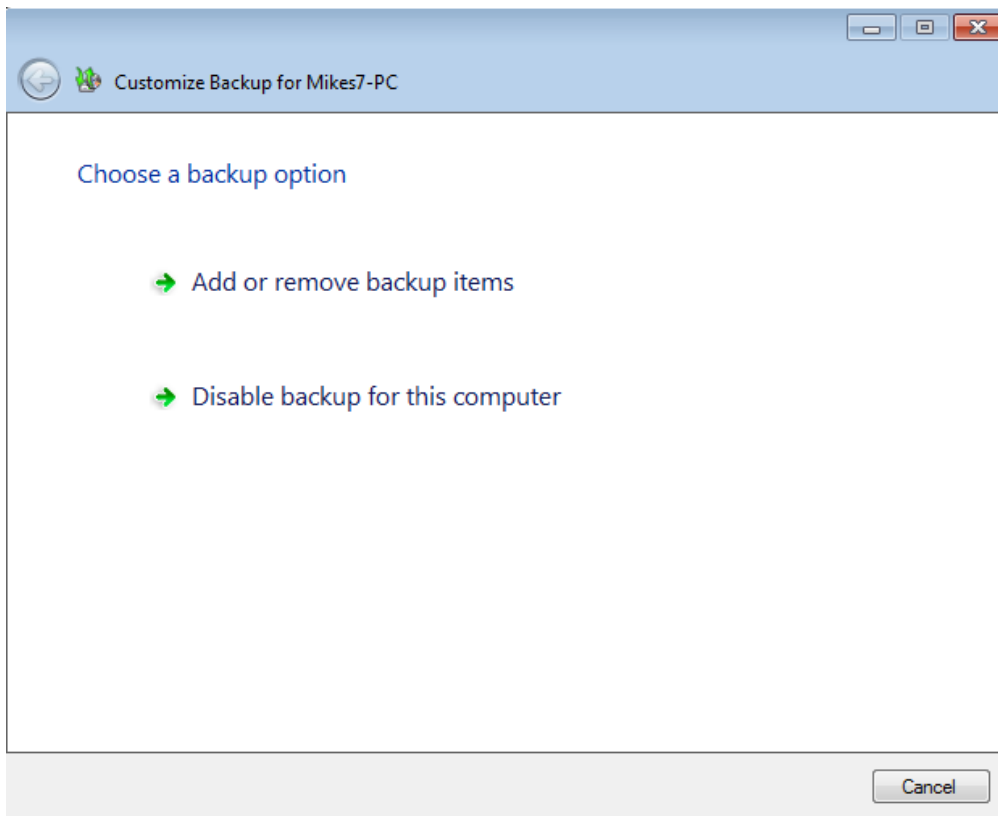 Customize Backup for Mikes7-PC
Choose a backup option
Add or remove backup items
Disable backup for this computer
Cancel